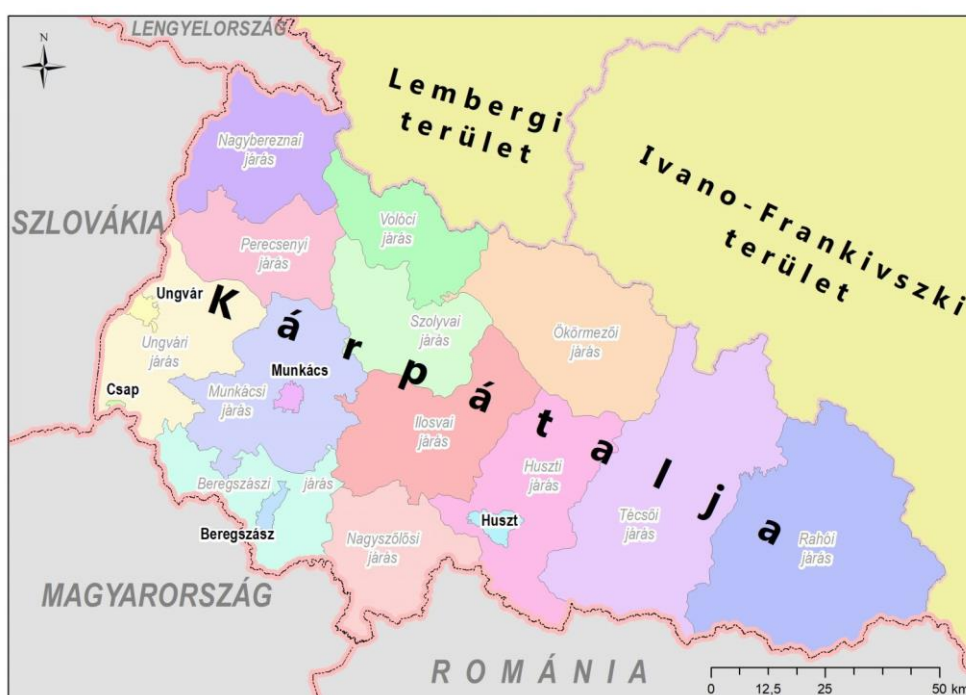 LENGYELORSZÁG
N
Lembergi
terület
Ivano-Frankivszki
terület
Nagybereznai
járás
SZLOVÁKIA
Volóci
járás
Perecsenyi
járás
Ungvár
Kárpátalja
Szolyvai
járás
Ökörmezői
járás
Ungvári
járás
Munkács
Csap
Munkácsi
járás
Ilosvai
járás
Huszti
járás
Beregszászi járás
Huszt
Técsői
járás
Beregszász
Nagyszőlősi
járás
Rahói
járás
MAGYARORSZÁG
ROMÁNIA
0 12,5 25 50 km